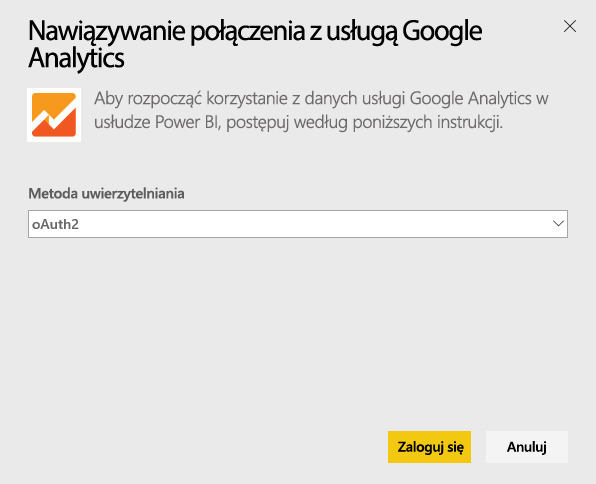 Nawiązywanie połączenia z usługą Google
Analytics
Aby rozpocząć korzystanie z danych usługi Google Analytics w
usłudze Power BI, postępuj według poniższych instrukcji.
Metoda uwierzytelniania
oAuth2
Zaloguj się
Anuluj